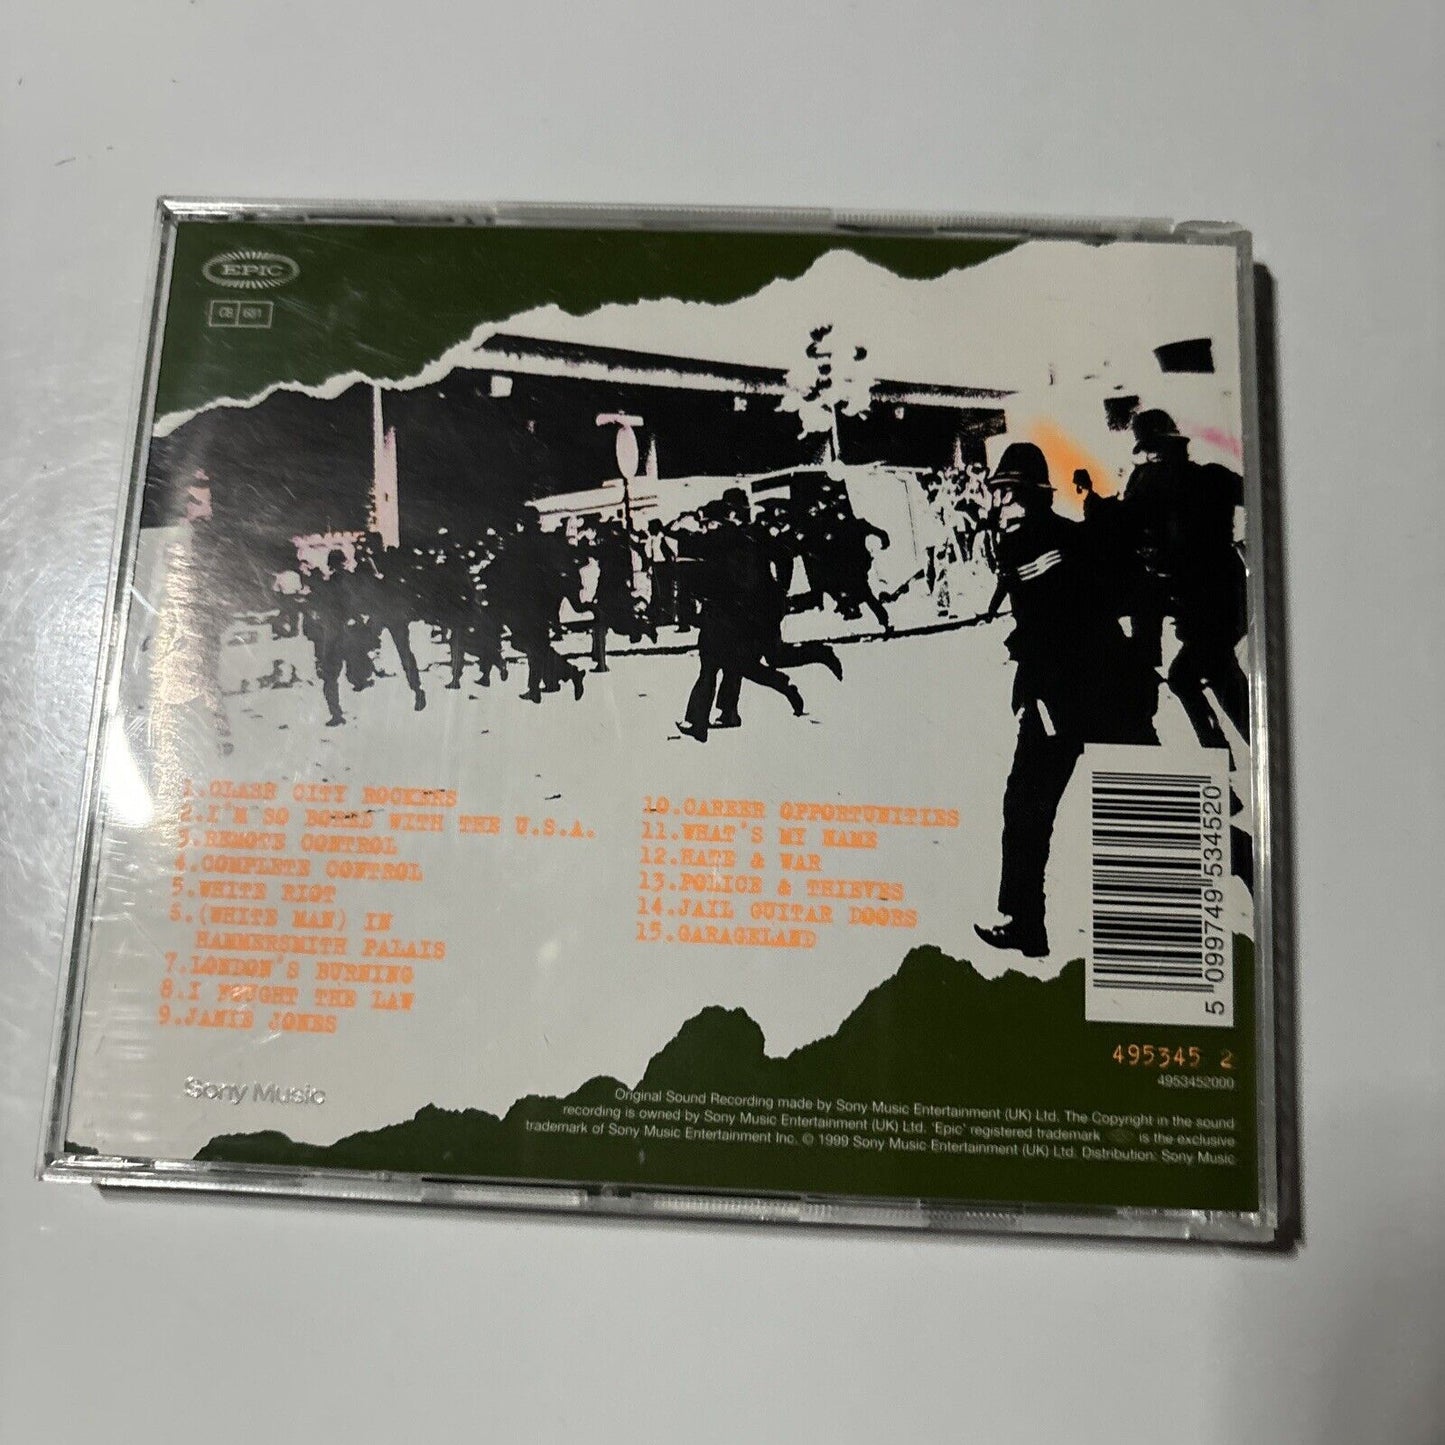 EPIC
CB 681
1.CLASH CITY ROCKERS
2.I'M SO BORED WITH THE U.S.A.
3.REMOTE CONTROL
4.COMPLETE CONTROL
5.WHITE RIOT
6.(WHITE MAN) IN
HAMMERSMITH PALAIS
7.LONDON'S BURNING
8.I FOUGHT THE LAW
9.JANIE JONES
10.CAREER OPPORTUNITIES
11.WHAT'S MY NAME
12.HATE & WAR
13.POLICE & THIEVES
14.JAIL GUITAR DOORS
15.GARAGELAND
5 099749 534520
495345 2
4953452000
Sony Music
Original Sound Recording made by Sony Music Entertainment (UK) Ltd. The Copyright in the sound
recording is owned by Sony Music Entertainment (UK) Ltd. 'Epic' registered trademark is the exclusive
trademark of Sony Music Entertainment Inc. © 1999 Sony Music Entertainment (UK) Ltd. Distribution: Sony Music